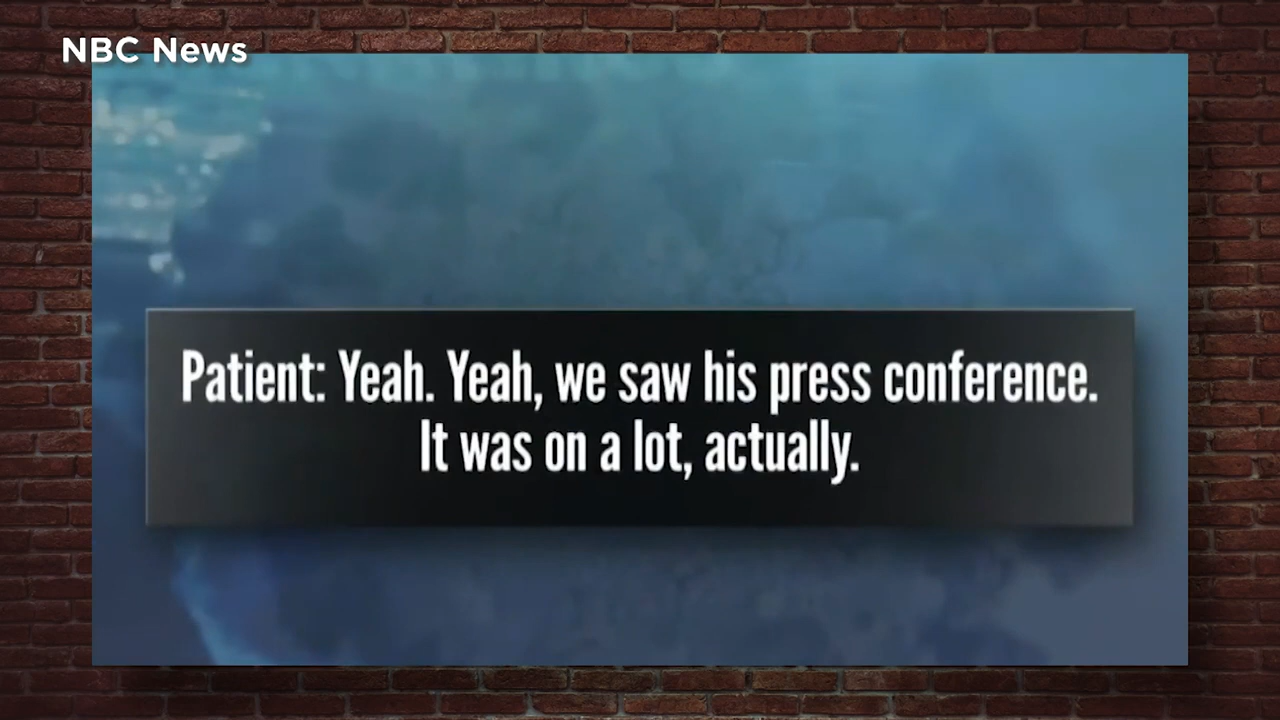 NBC News
Patient: Yeah. Yeah, we saw his press conference.
It was on a lot, actually.